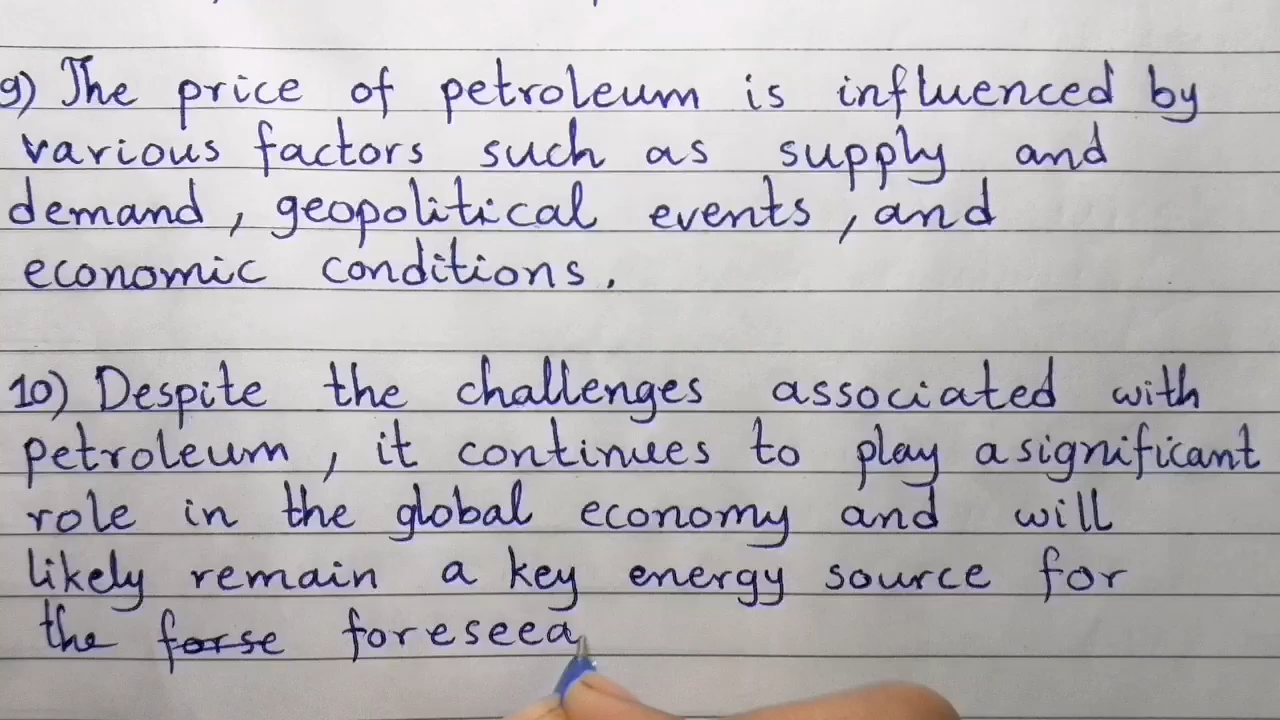 9) The price of petroleum is influenced by
various factors such as supply and
demand, geopolitical events, and
economic conditions.
10) Despite the challenges associated with
petroleum, it continues to play a significant
role in the global economy and will
likely remain a key energy source for
the forse foreseea